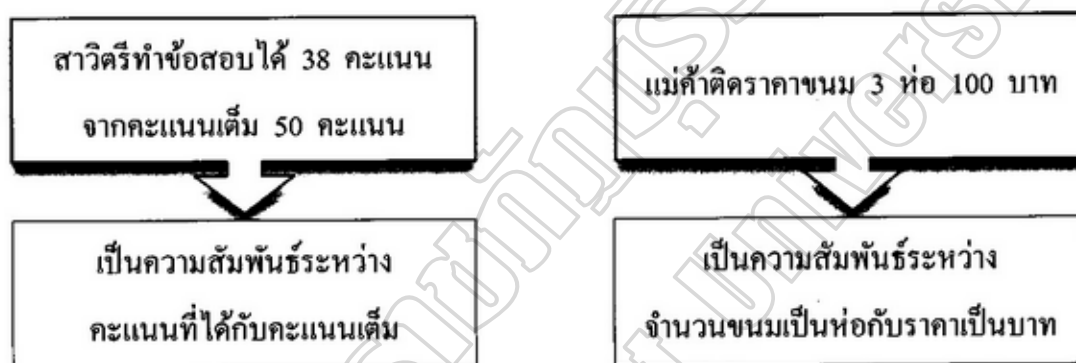 สาวิตรีทำข้อสอบได้ 38 คะแนน
จากคะแนนเต็ม 50 คะแนน
เป็นความสัมพันธ์ระหว่าง
คะแนนที่ได้กับคะแนนเต็ม
แม่ค้าติดราคาขนม 3 ห่อ 100 บาท
เป็นความสัมพันธ์ระหว่าง
จำนวนขนมเป็นห่อกับราคาเป็นบาท